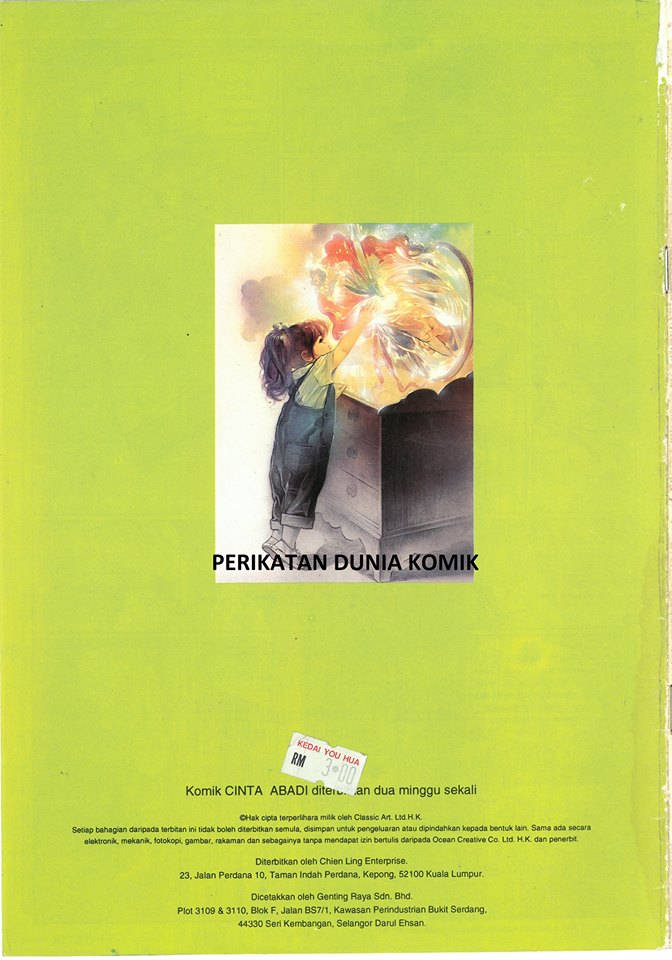 PERIKATAN DUNIA KOMIK
KEDAI YOU HUA
RM 3.00
Komik CINTA ABADI dua minggu sekali
©Hak cipta terperlihara milik oleh Classic Art. Ltd.H.K.
Setiap bahagian daripada terbitan ini tidak boleh diterbitkan semula, disimpan untuk pengeluaran atau dipindahkan kepada bentuk lain. Sama ada secara
elektronik, mekanik, fotokopi, gambar, rakaman dan sebagainya tanpa mendapat izin bertulis daripada Ocean Creative Co. Ltd. H.K. dan penerbit.
Diterbitkan oleh Chien Ling Enterprise.
23, Jalan Perdana 10, Taman Indah Perdana, Kepong, 52100 Kuala Lumpur.
Dicetakkan oleh Genting Raya Sdn. Bhd.
Plot 3109 & 3110, Blok F, Jalan BS7/1, Kawasan Perindustrian Bukit Serdang,
44330 Seri Kembangan, Selangor Darul Ehsan.